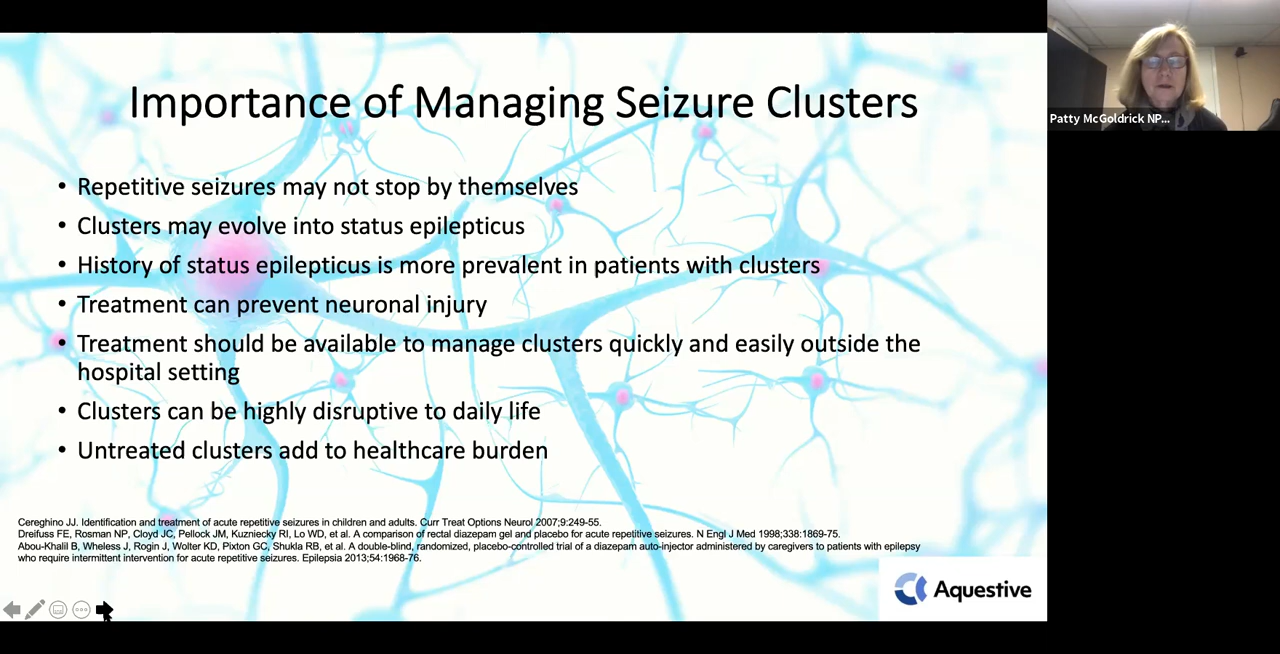 Importance of Managing Seizure Clusters
• Repetitive seizures may not stop by themselves
• Clusters may evolve into status epilepticus
• History of status epilepticus is more prevalent in patients with clusters
• Treatment can prevent neuronal injury
• Treatment should be available to manage clusters quickly and easily outside the
hospital setting
• Clusters can be highly disruptive to daily life
• Untreated clusters add to healthcare burden
Cereghino JJ. Identification and treatment of acute repetitive seizures in children and adults. Curr Treat Options Neurol 2007;9:249-55.
Dreifuss FE, Rosman NP, Cloyd JC, Pellock JM, Kuzniecky RI, Lo WD, et al. A comparison of rectal diazepam gel and placebo for acute repetitive seizures. N Engl J Med 1998;338:1869-75.
Abou-Khalil B, Wheless J, Rogin J, Wolter KD, Pixton GC, Shukla RB, et al. A double-blind, randomized, placebo-controlled trial of a diazepam auto-injector administered by caregivers to patients with epilepsy
who require intermittent intervention for acute repetitive seizures. Epilepsia 2013;54:1968-76.
Aquestive
Patty McGoldrick NP...